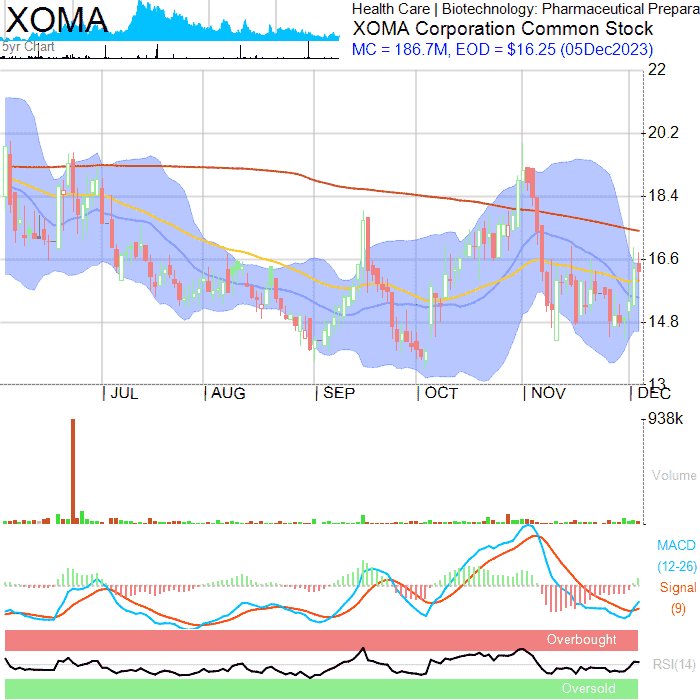 XOMA
5yr Chart
Health Care | Biotechnology: Pharmaceutical Prepara
XOMA Corporation Common Stock
MC = 186.7M, EOD = $16.25 (05Dec2023)
22
20.2
18.4
16.6
14.8
13
JUL
AUG
SEP
OCT
NOV
DEC
938k
Volume
MACD
(12-26)
Signal
(9)
Overbought
RSI(14)
Oversold